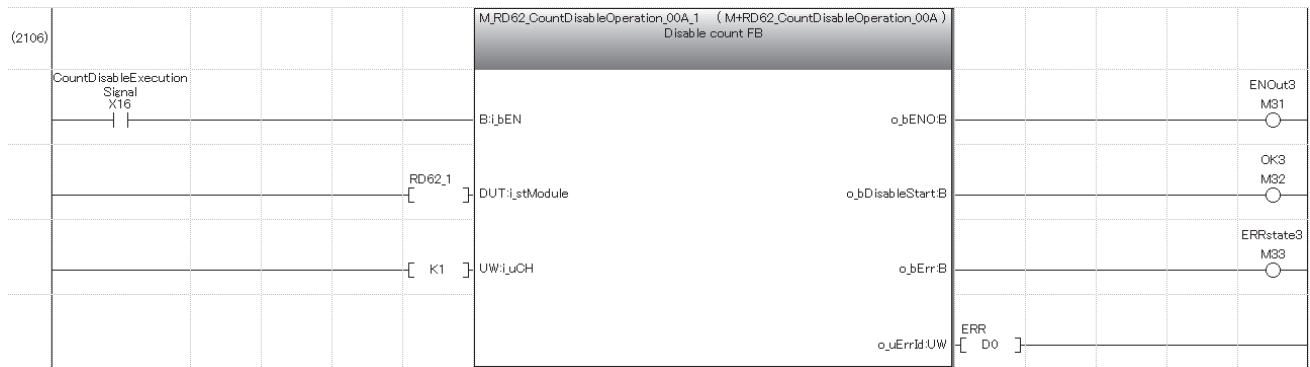 M_RD62_CountDisableOperation_00A_1 (M+RD62_CountDisableOperation_00A)
Disable count FB
(2106)
CountDisableExecution
Signal
X16
B:i_bEN
o_bENO:B
ENOut3
M31
RD62_1
DUT:i_stModule
o_bDisableStart:B
OK3
M32
K1
UW:i_uCH
o_bErr:B
ERRstate3
M33
o_uErrId:UW
ERR
D0